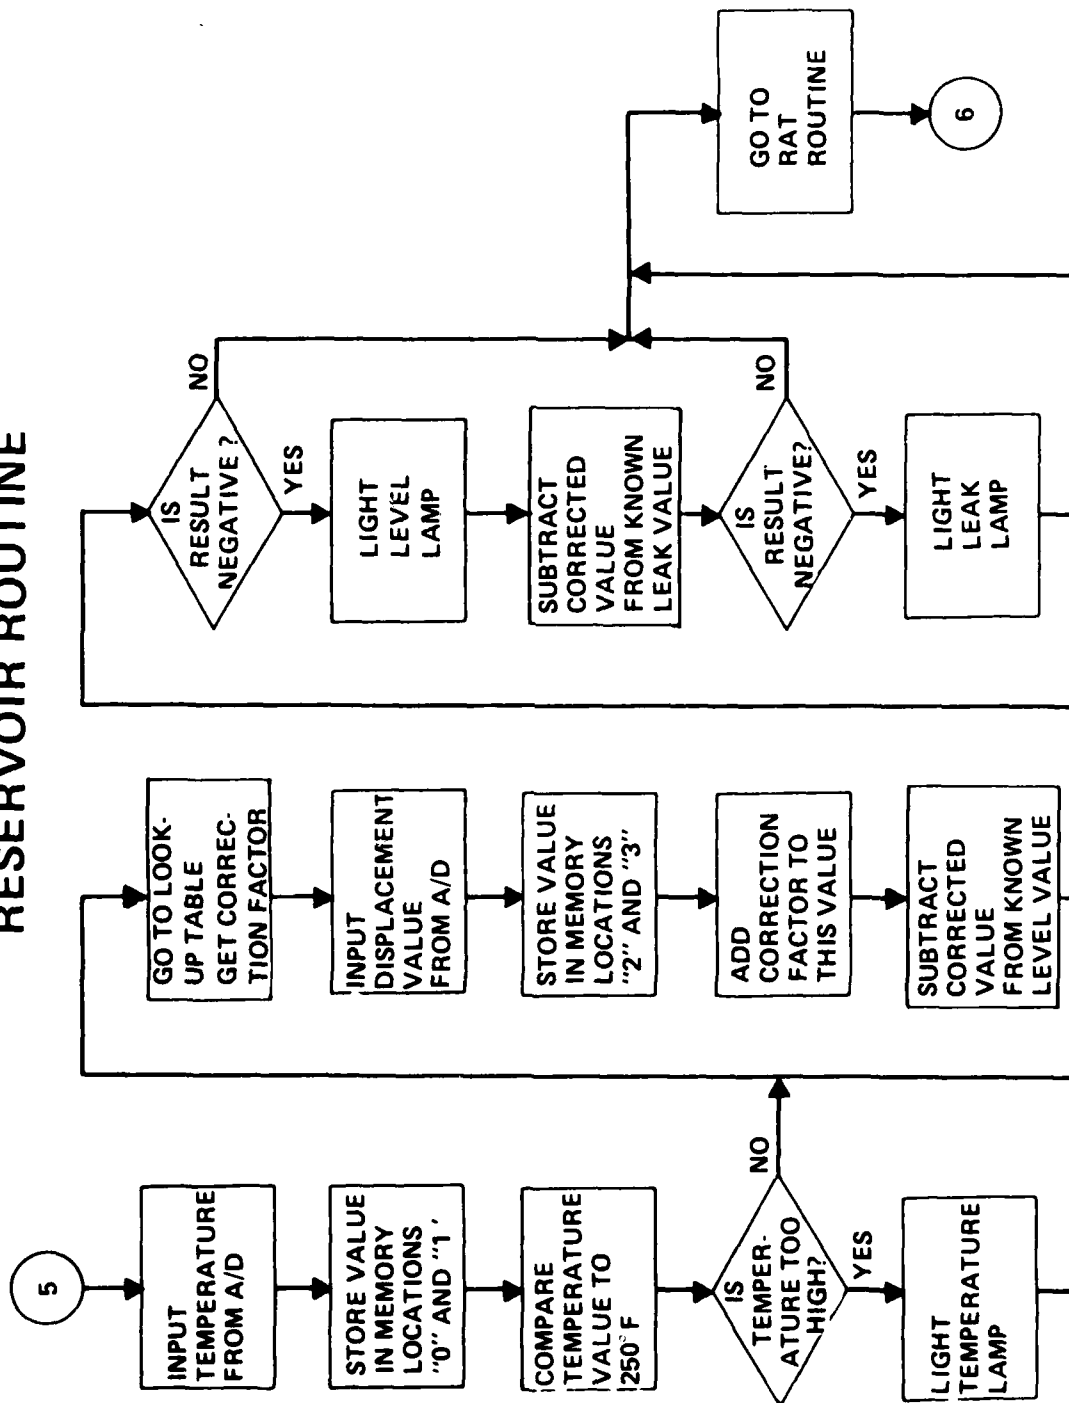 RESERVOIR ROUTINE
5
INPUT
TEMPERATURE
FROM A/D
STORE VALUE
IN MEMORY
LOCATIONS
"0" AND "1'
COMPARE
TEMPERATURE
VALUE TO
250° F
IS
TEMPER-
ATURE TOO
HIGH?
NO
YES
LIGHT
TEMPERATURE
LAMP
GO TO LOOK-
UP TABLE
GET CORREC-
TION FACTOR
INPUT
DISPLACEMENT
VALUE
FROM A/D
STORE VALUE
IN MEMORY
LOCATIONS
"2" AND "3"
ADD
CORRECTION
FACTOR TO
THIS VALUE
SUBTRACT
CORRECTED
VALUE
FROM KNOWN
LEVEL VALUE
IS
RESULT
NEGATIVE ?
NO
YES
LIGHT
LEVEL
LAMP
SUBTRACT
CORRECTED
VALUE
FROM KNOWN
LEAK VALUE
IS
RESULT
NEGATIVE?
NO
YES
LIGHT
LEAK
LAMP
GO TO
RAT
ROUTINE
6